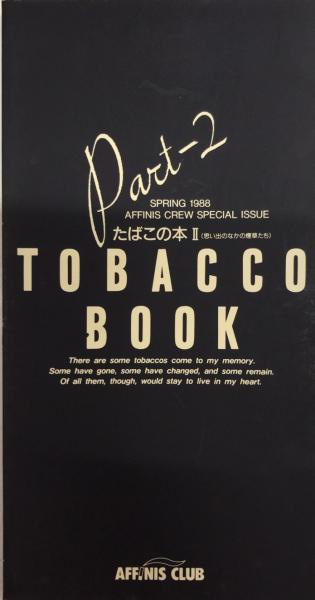 Part-2
SPRING 1988
AFFINIS CREW SPECIAL ISSUE
たばこの本 II (思い出のなかの煙草たち)
TOBACCO
BOOK
There are some tobaccos come to my memory.
Some have gone, some have changed, and some remain.
Of all them, though, would stay to live in my heart.
AFFINIS CLUB